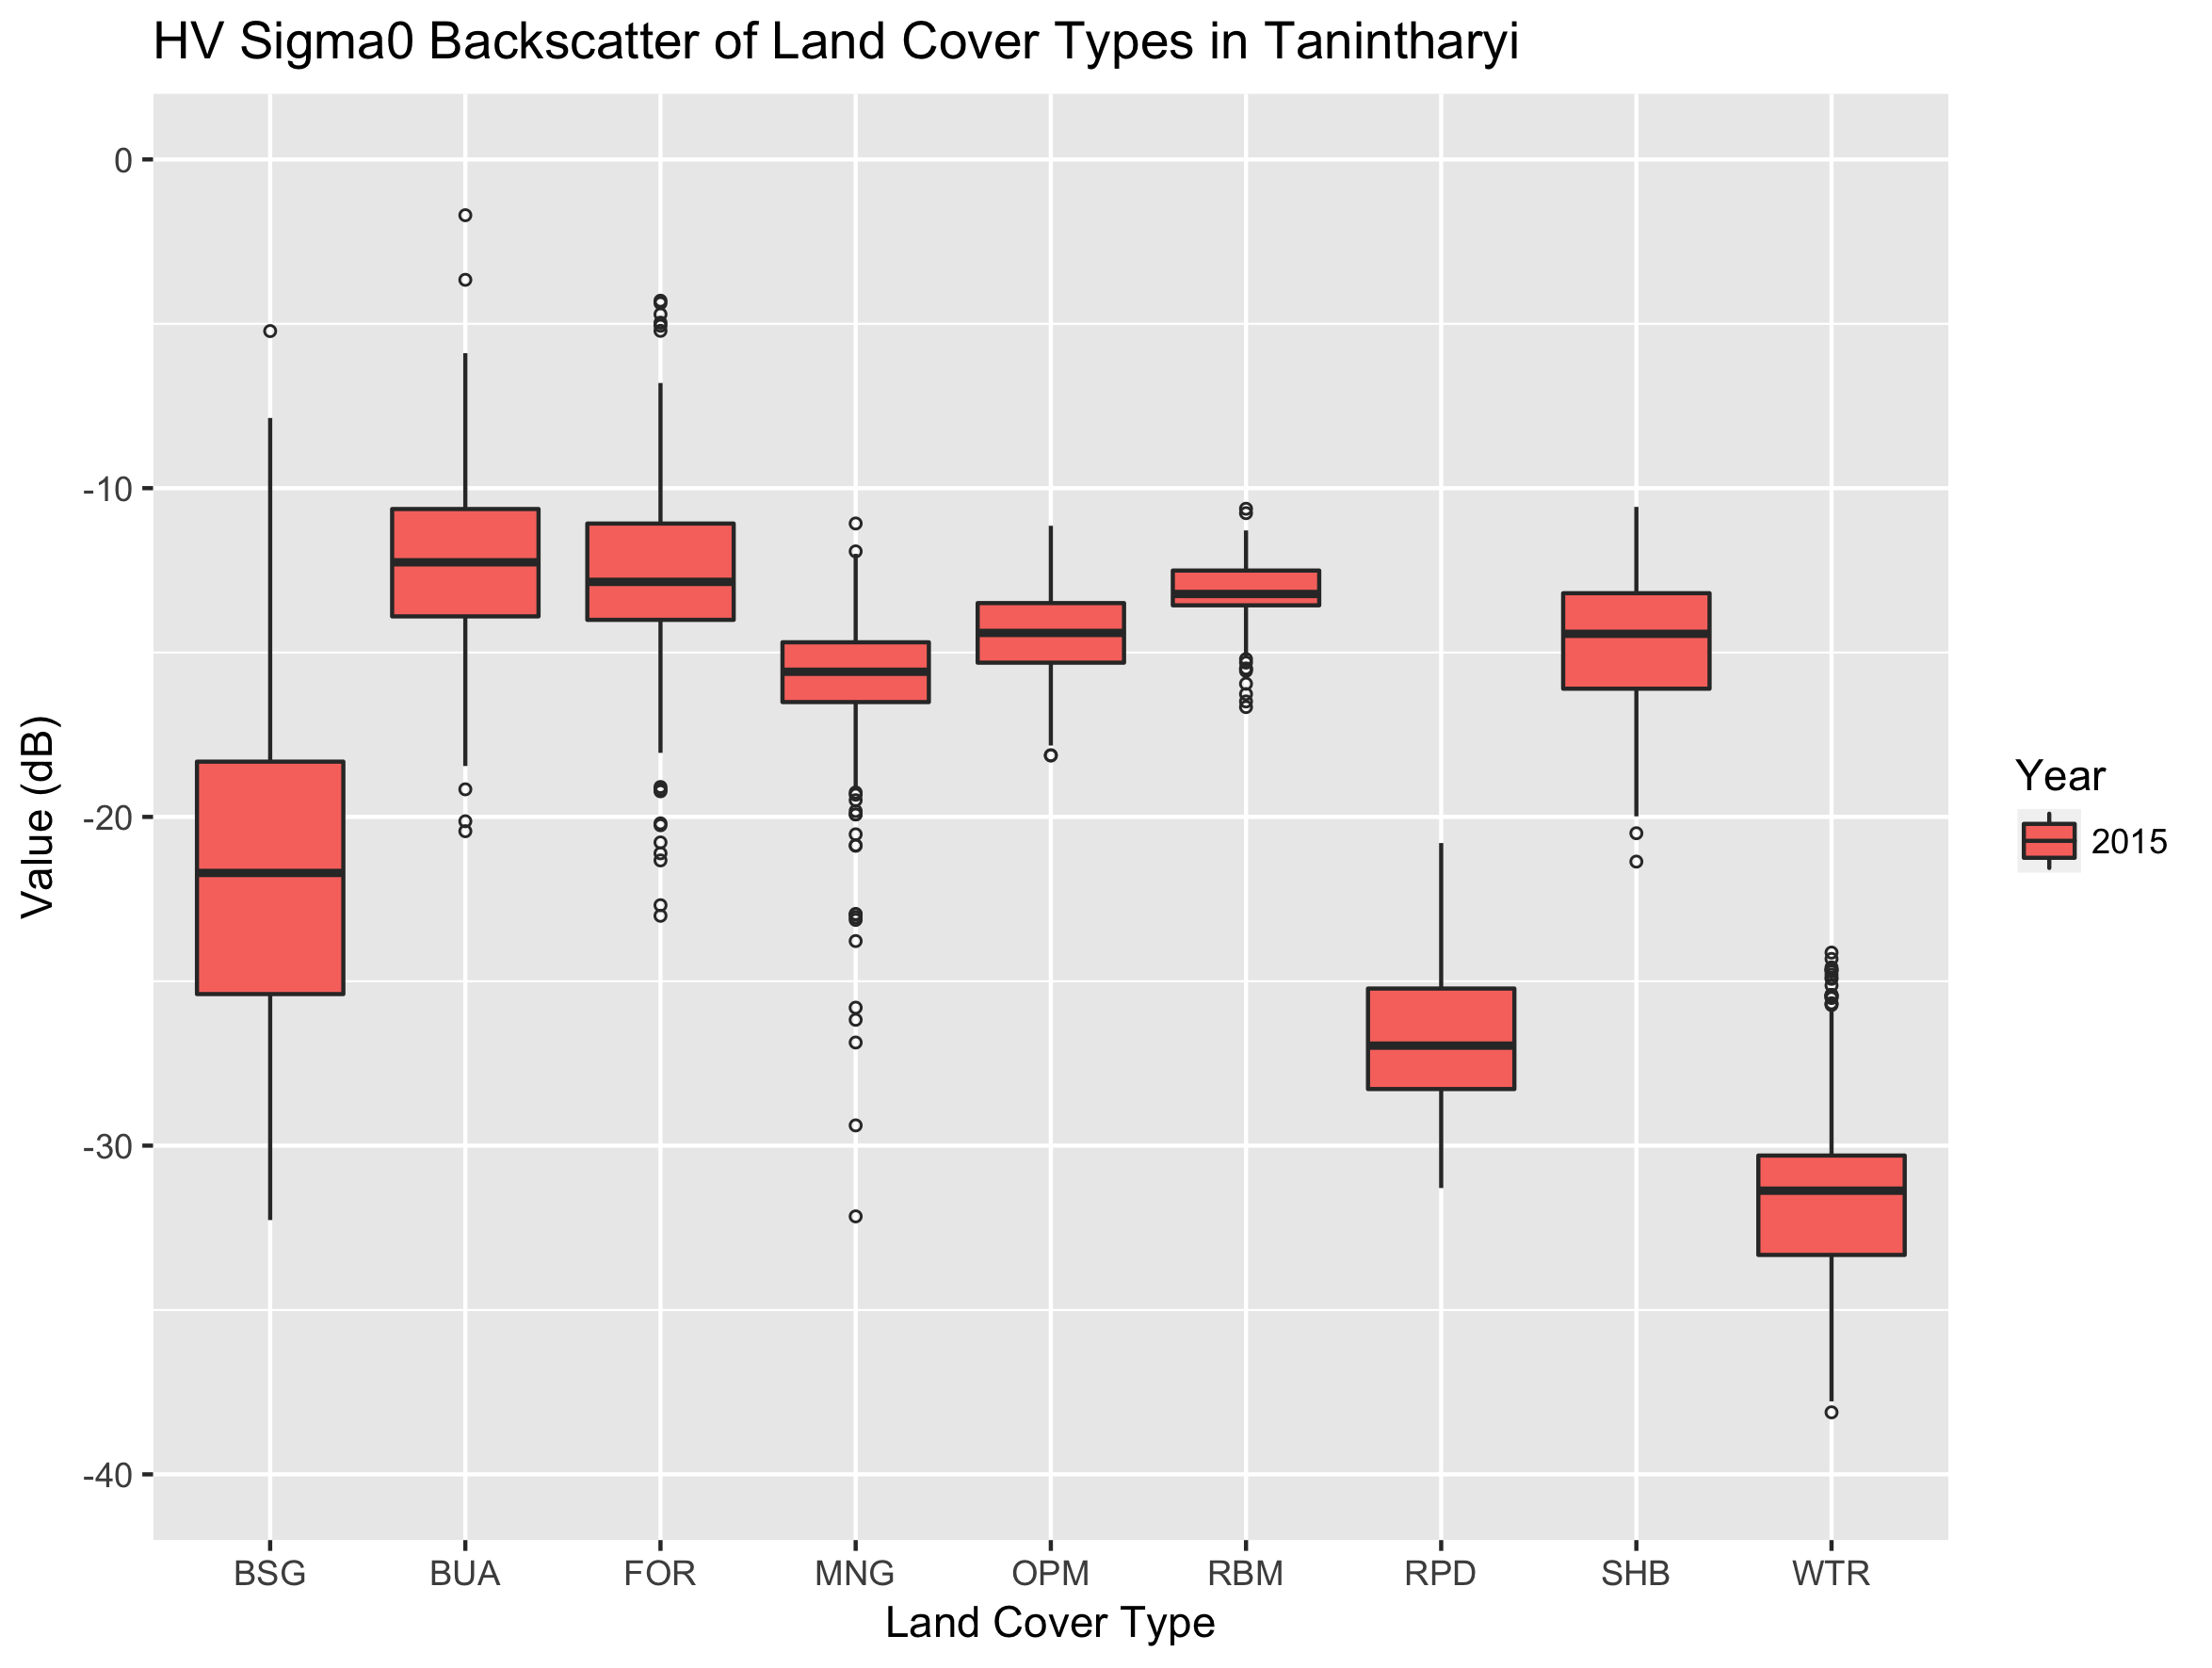 HV Sigma0 Backscatter of Land Cover Types in Tanintharyi
0
-10
-20
-30
-40
Value (dB)
BSG BUA FOR MNG OPM RBM RPD SHB WTR
Land Cover Type
Year
2015